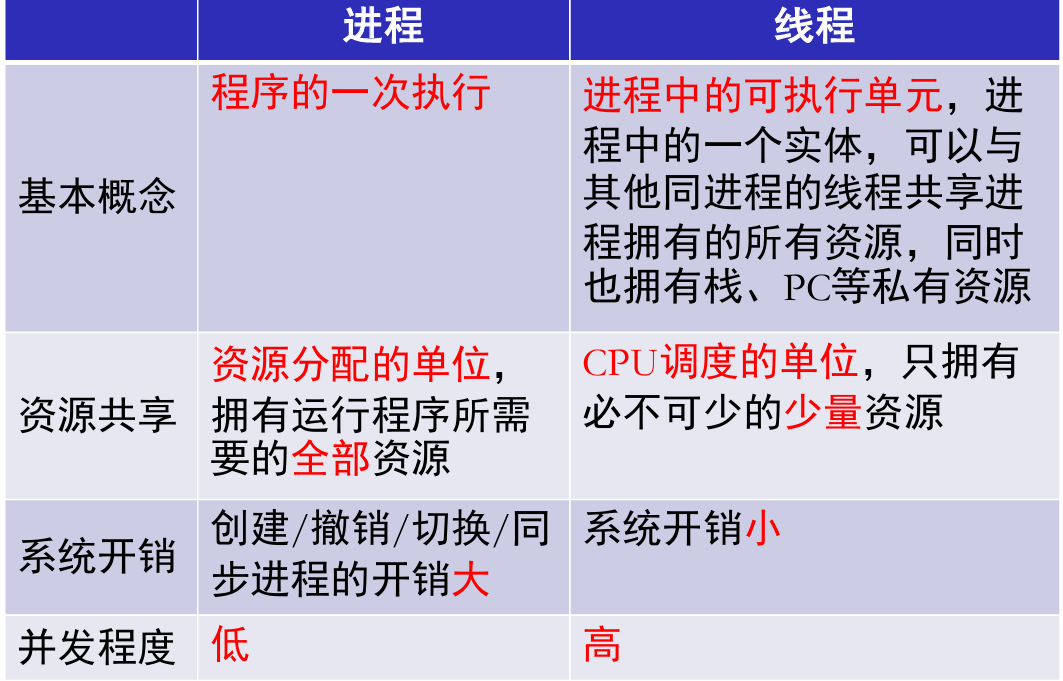 进程 线程
基本概念
程序的一次执行
进程中的可执行单元，进
程中的一个实体，可以与
其他同进程的线程共享进
程拥有的所有资源，同时
也拥有栈、PC等私有资源
资源共享
资源分配的单位，
拥有运行程序所需
要的全部资源
CPU调度的单位，只拥有
必不可少的少量资源
系统开销
创建/撤销/切换/同
步进程的开销大
系统开销小
并发程度
低
高